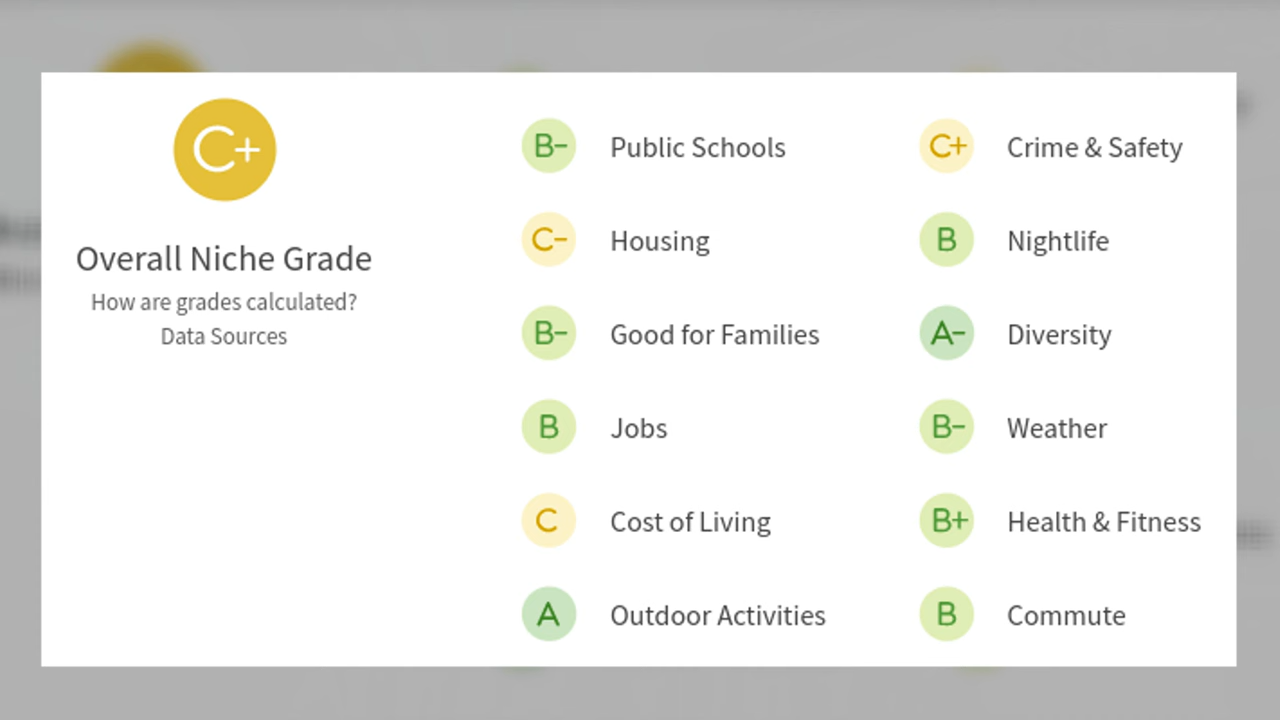 C+
Overall Niche Grade
How are grades calculated?
Data Sources
B- Public Schools
C- Housing
B- Good for Families
B Jobs
C Cost of Living
A Outdoor Activities
C+ Crime & Safety
B Nightlife
A- Diversity
B- Weather
B+ Health & Fitness
B Commute